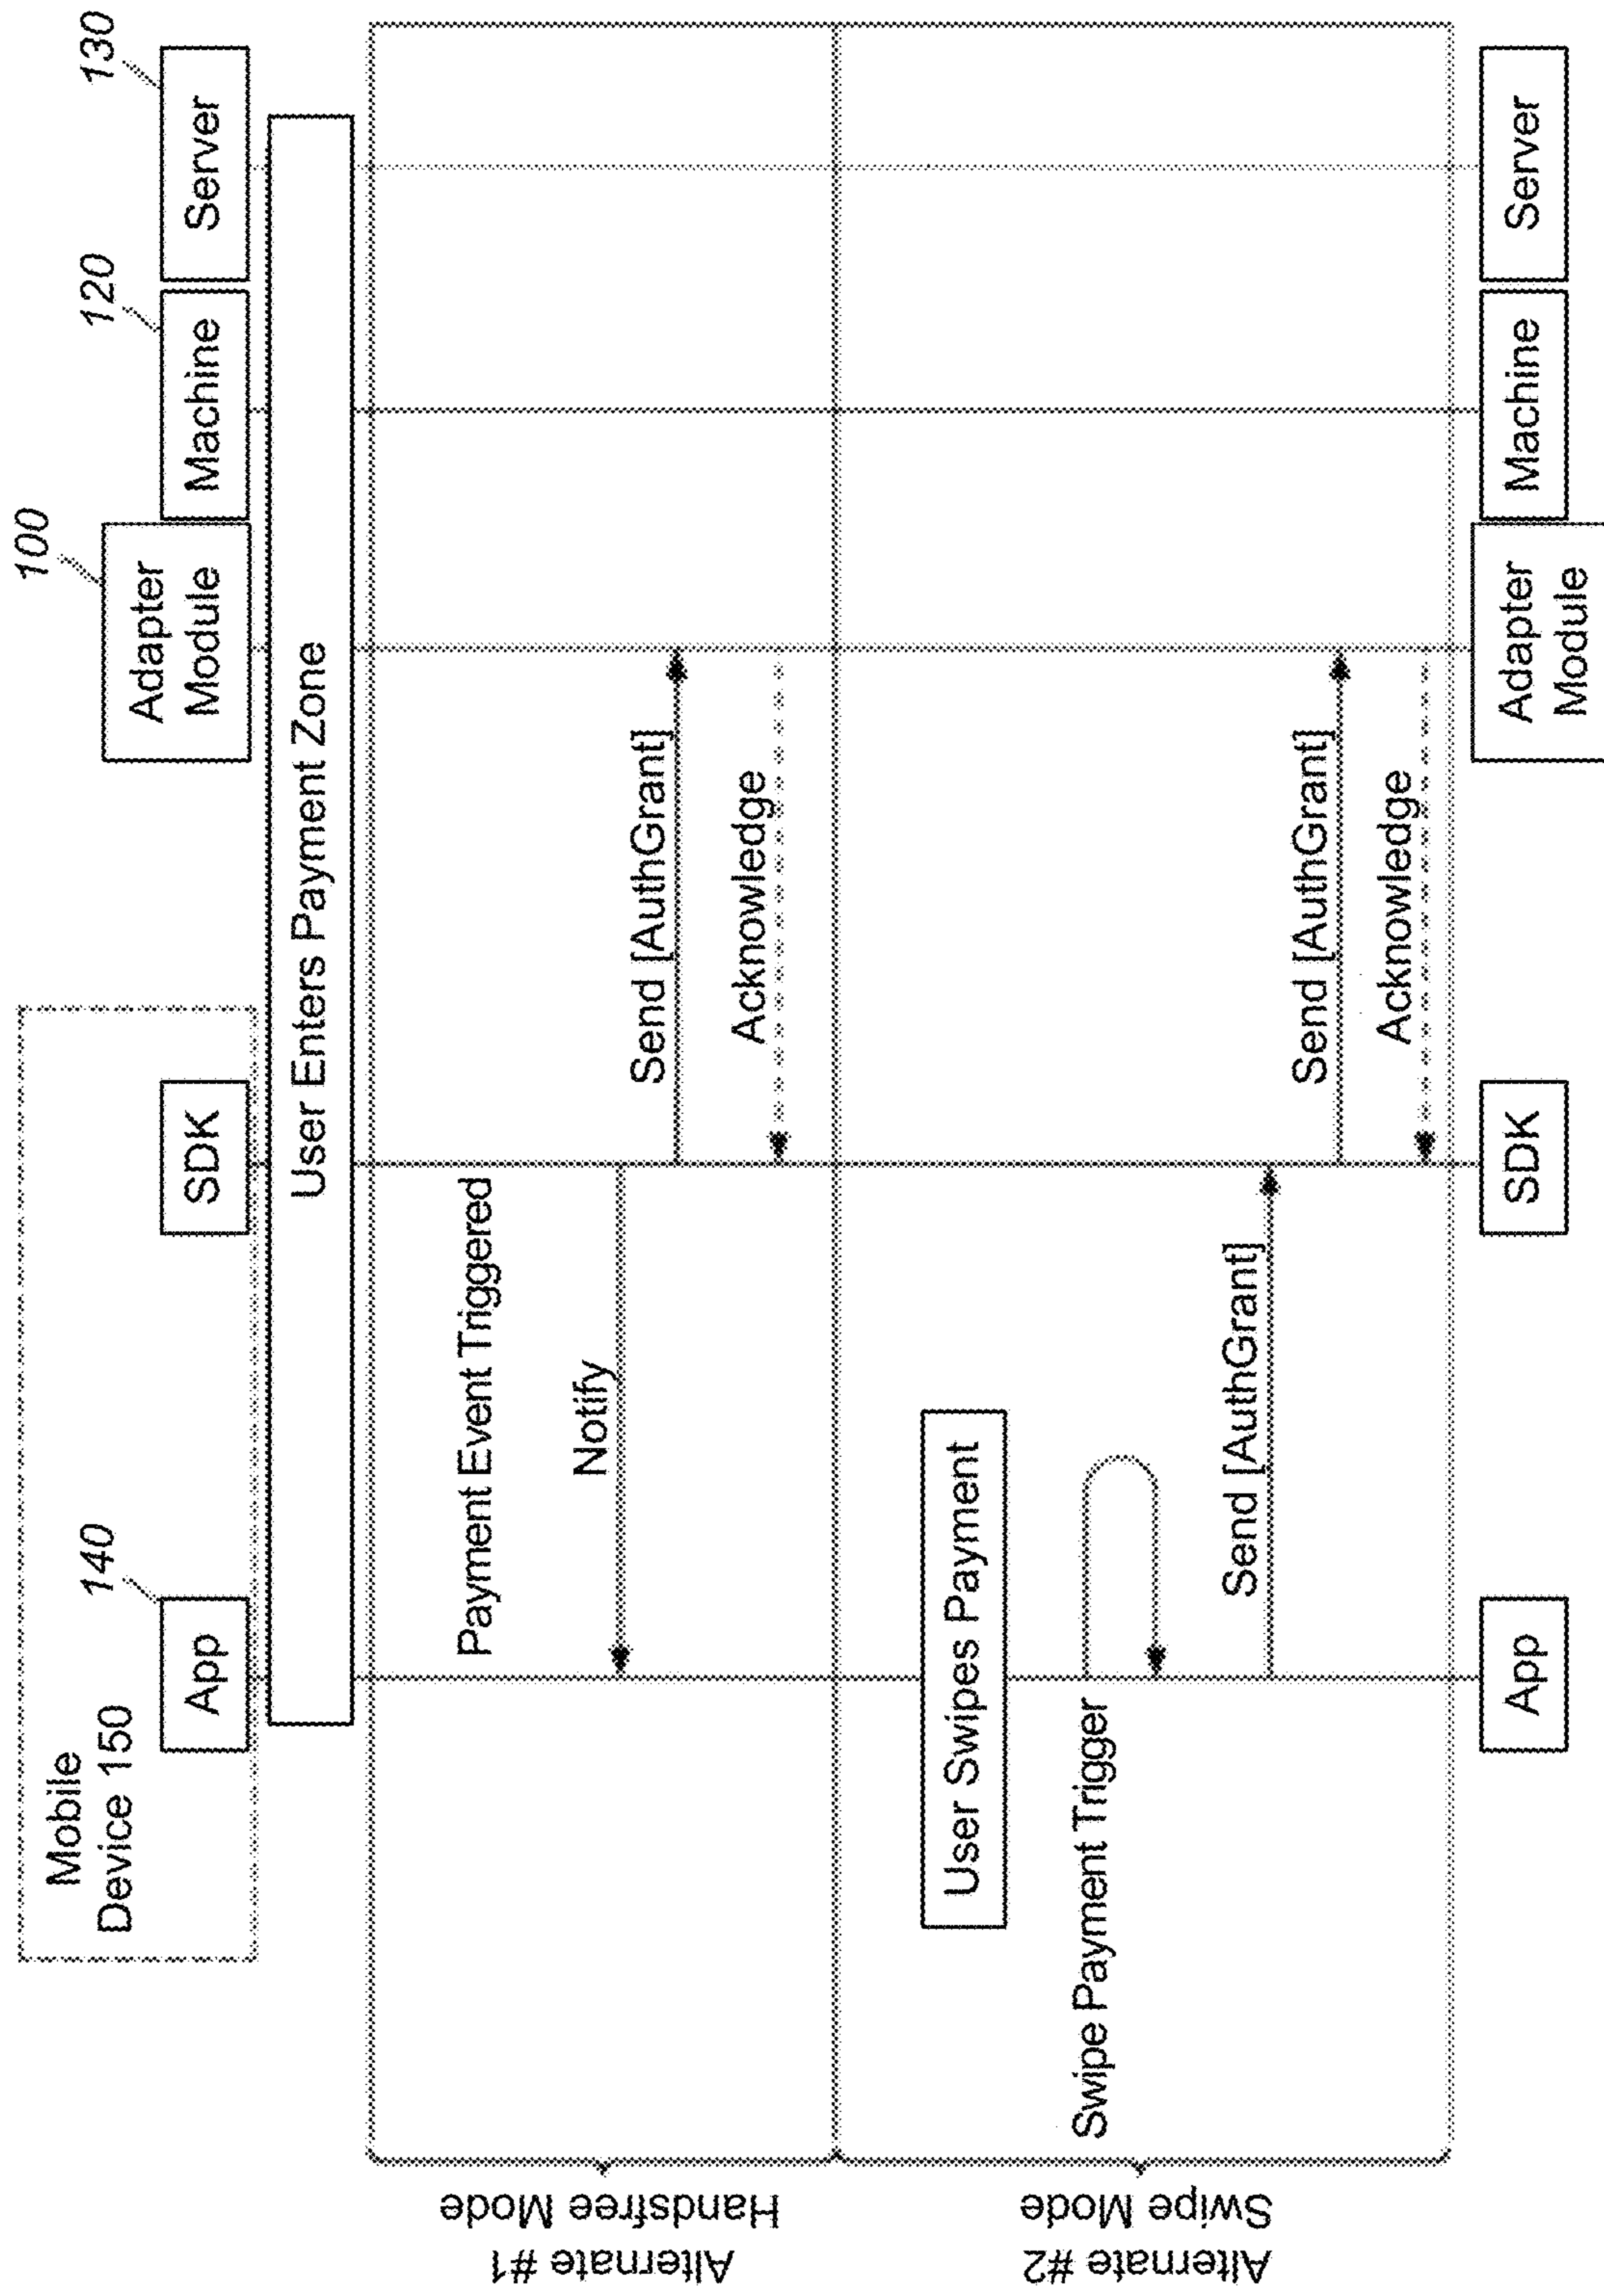 Mobile
Device 150
140
100
120
130
App
SDK
Adapter
Module
Machine
Server
User Enters Payment Zone
Alternate #1
Handsfree Mode
Payment Event Triggered
Notify
Send [AuthGrant]
Acknowledge
Alternate #2
Swipe Mode
User Swipes Payment
Swipe Payment Trigger
Send [AuthGrant]
Send [AuthGrant]
Acknowledge
App
SDK
Adapter
Module
Machine
Server